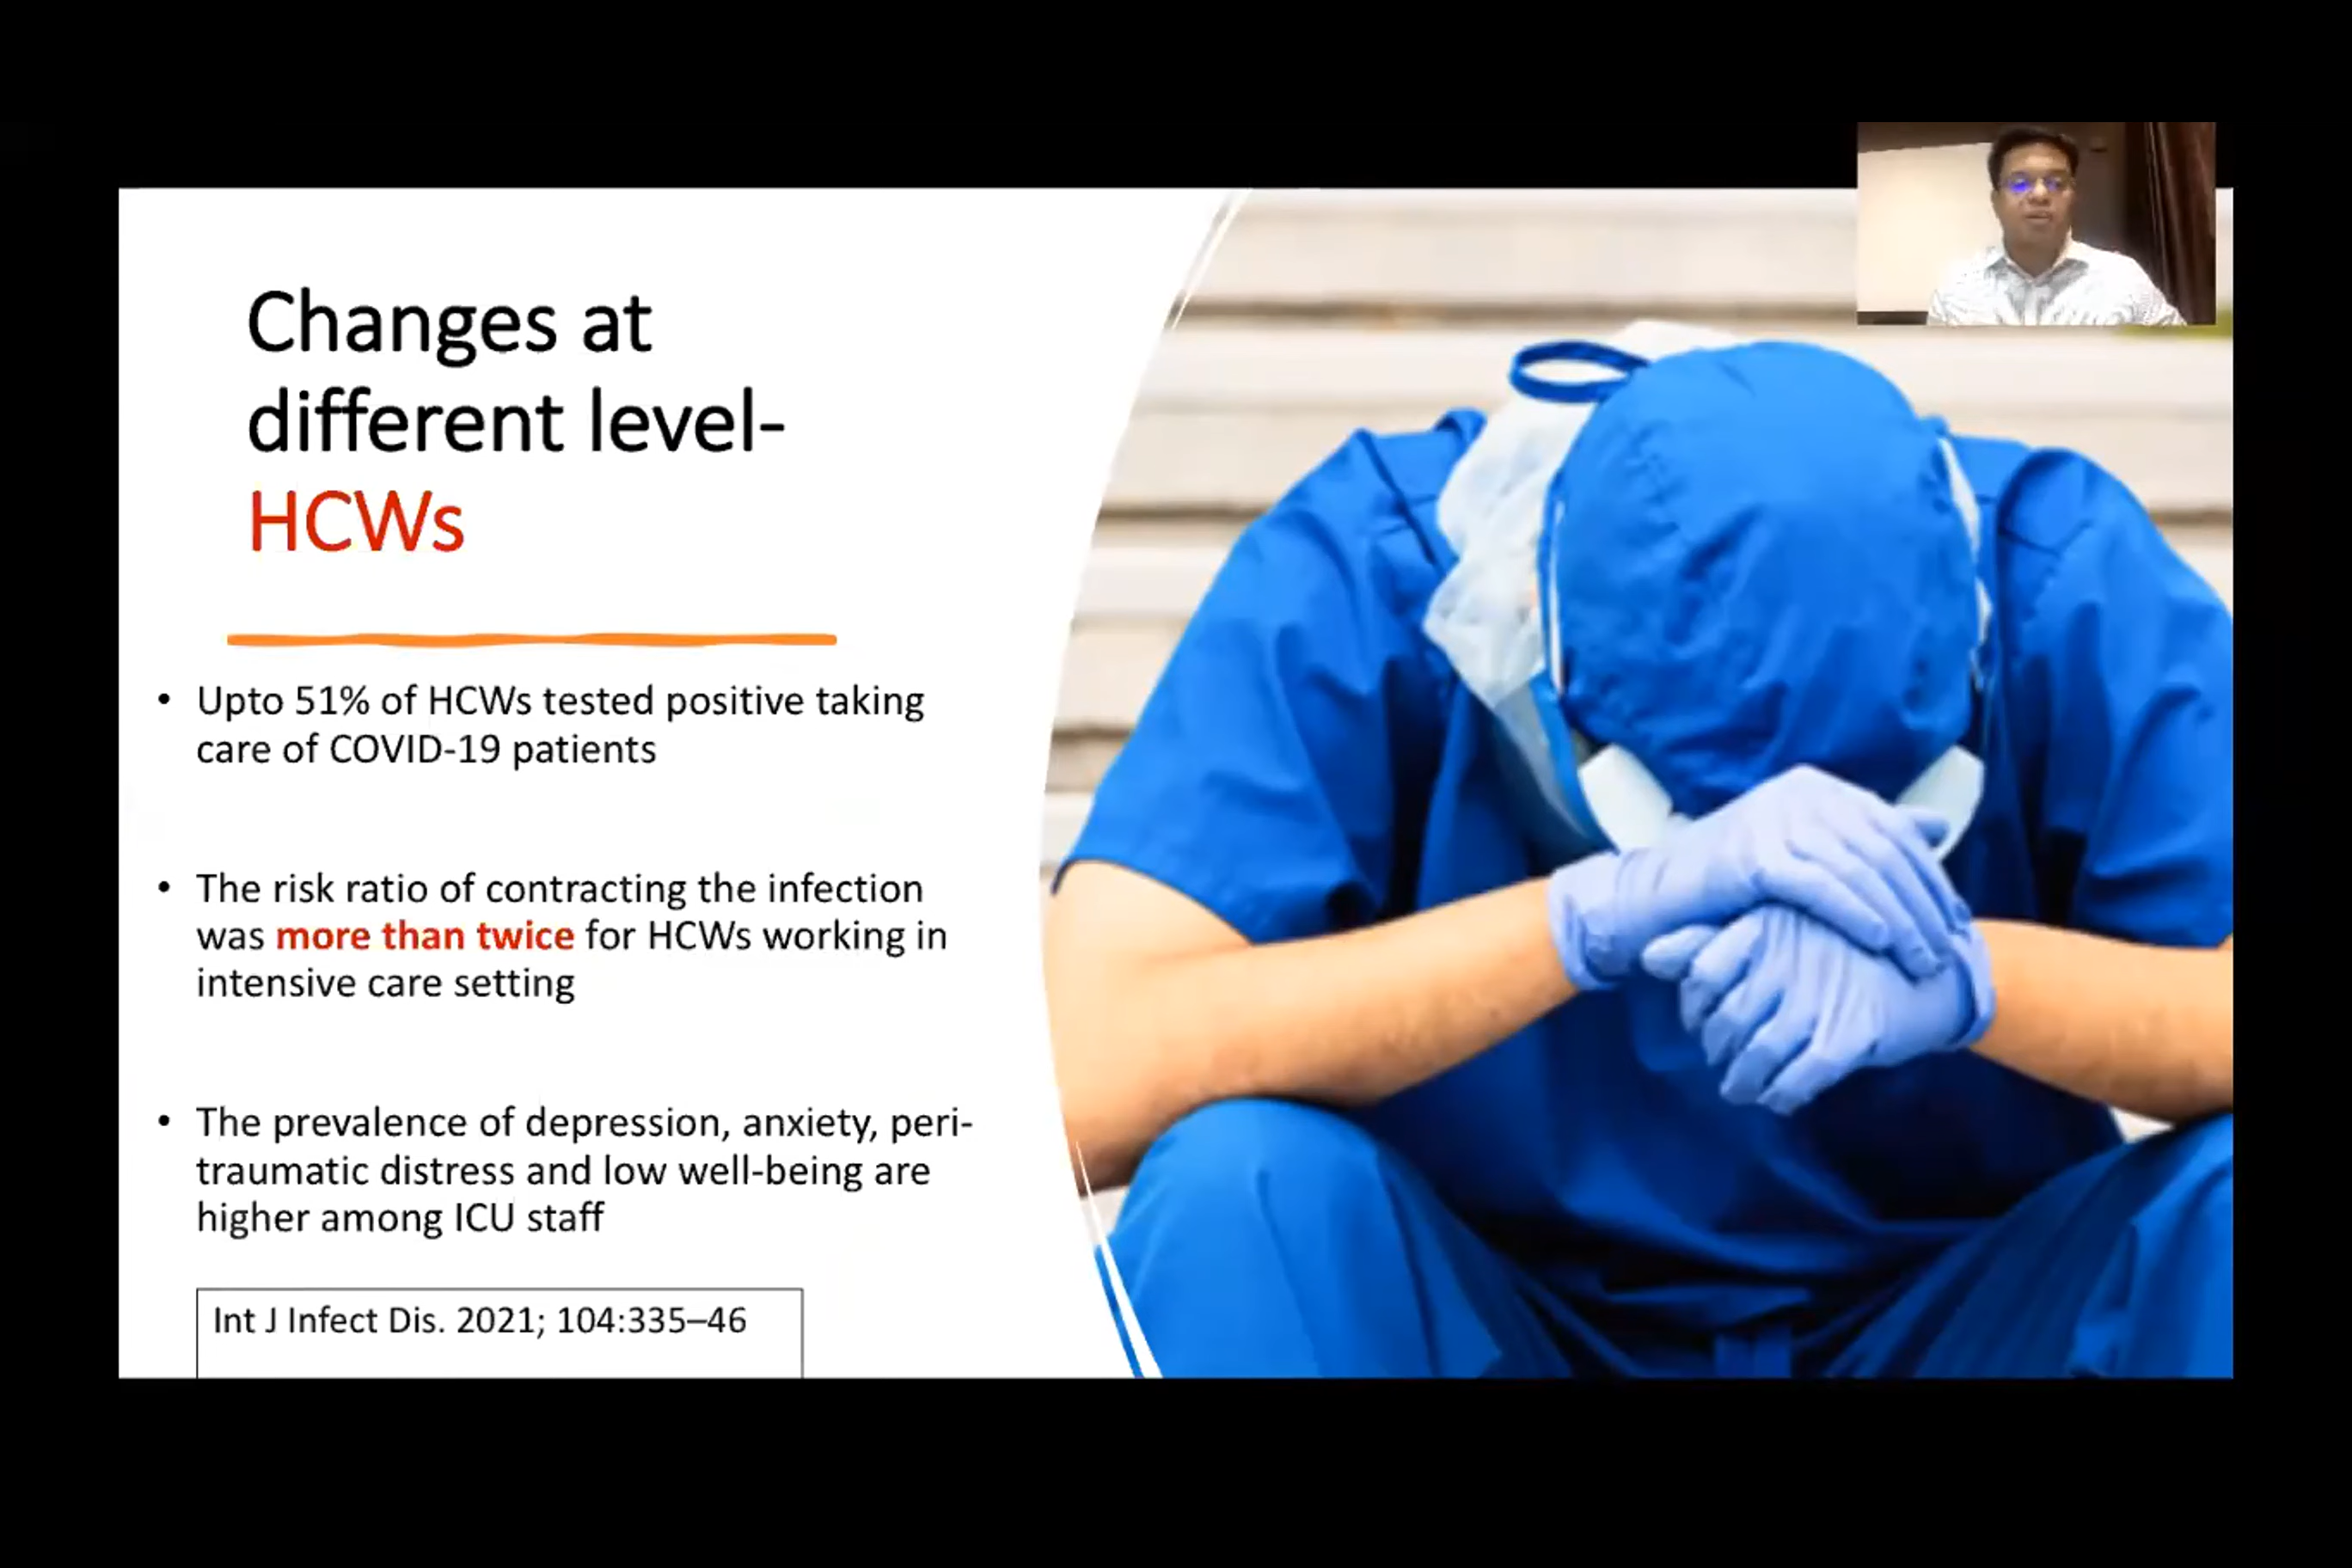 Changes at
different level-
HCWs
• Upto 51% of HCWs tested positive taking
care of COVID-19 patients
• The risk ratio of contracting the infection
was more than twice for HCWs working in
intensive care setting
• The prevalence of depression, anxiety, peri-
traumatic distress and low well-being are
higher among ICU staff
Int J Infect Dis. 2021; 104:335–46